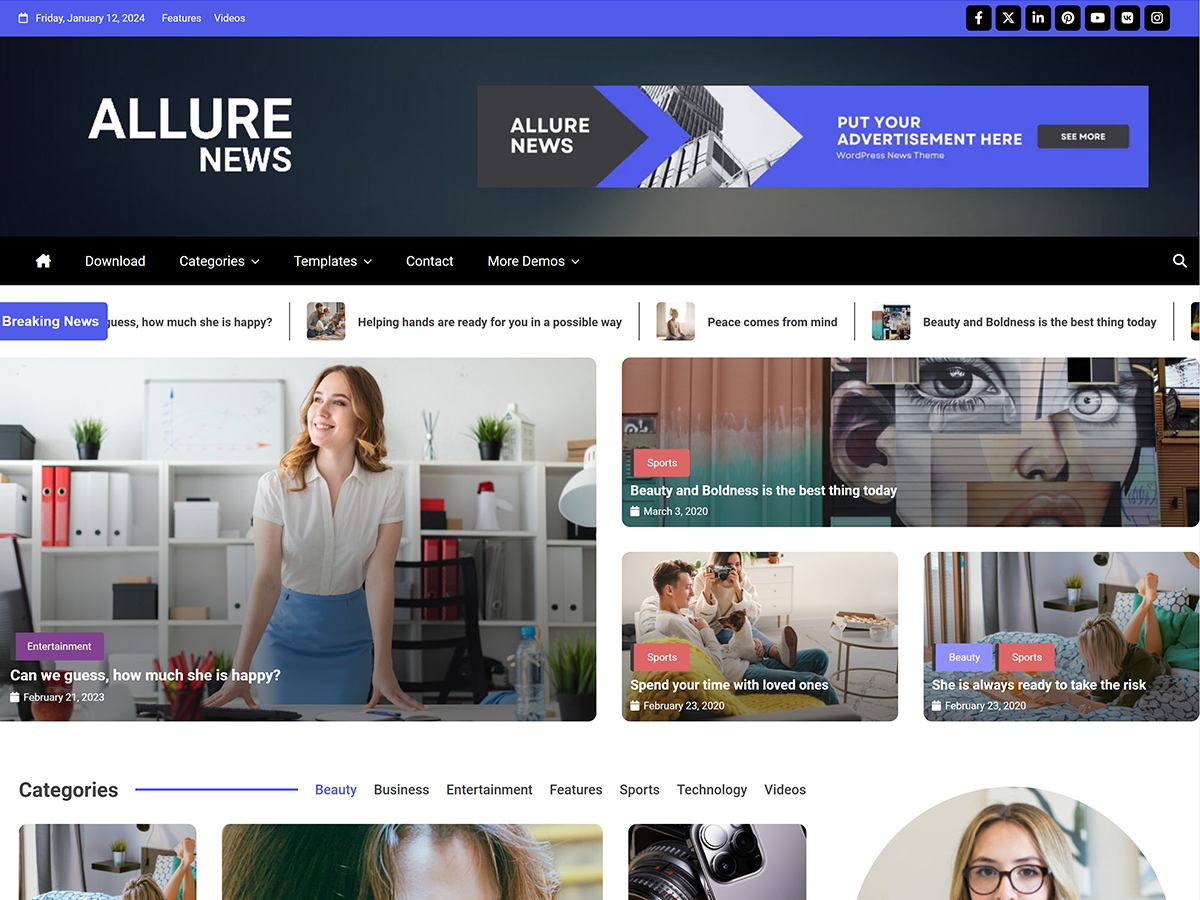 Friday, January 12, 2024 Features Videos
ALLURE
NEWS
ALLURE
NEWS
PUT YOUR
ADVERTISEMENT HERE
WordPress News Theme
SEE MORE
Download Categories Templates Contact More Demos
Breaking News guess, how much she is happy? Helping hands are ready for you in a possible way Peace comes from mind Beauty and Boldness is the best thing today
Entertainment
Can we guess, how much she is happy?
February 21, 2023
Sports
Beauty and Boldness is the best thing today
March 3, 2020
Sports
Spend your time with loved ones
February 23, 2020
Beauty Sports
She is always ready to take the risk
February 23, 2020
Categories Beauty Business Entertainment Features Sports Technology Videos